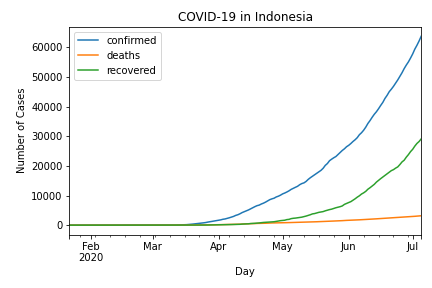 COVID-19 in Indonesia
confirmed
deaths
recovered
Number of Cases
60000
50000
40000
30000
20000
10000
0
Feb Mar Apr May Jun Jul
2020
Day